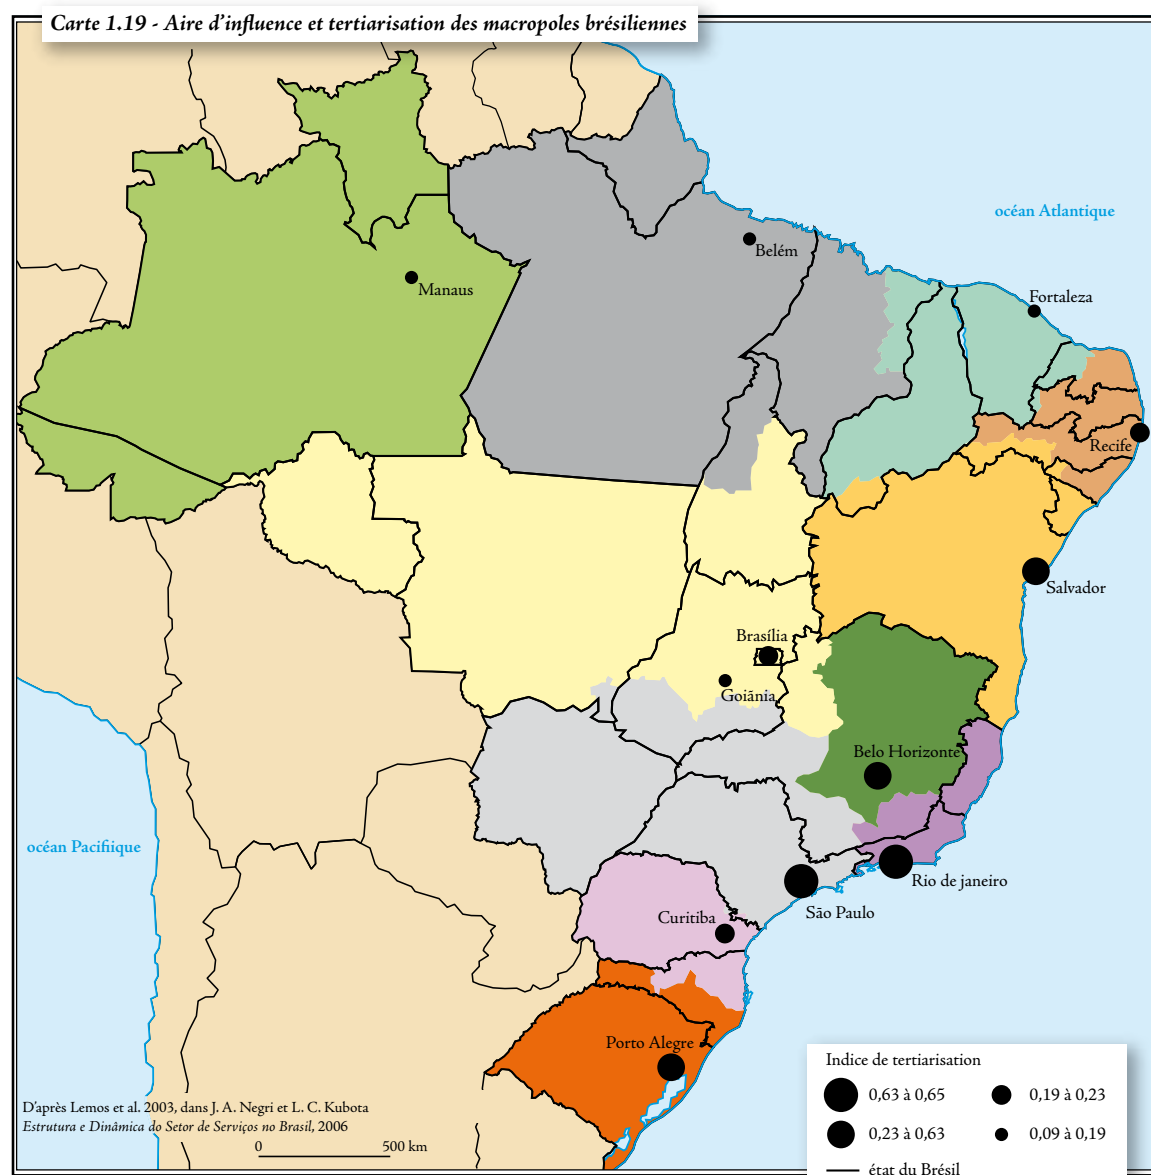 Carte 1.19 - Aire d'influence et tertiarisation des macropoles brésiliennes
océan Atlantique
Belém
Manaus
Fortaleza
Recife
Salvador
Brasília
Goiānia
Belo Horizonte
océan Pacifiique
Rio de janeiro
São Paulo
Curitiba
Porto Alegre
Indice de tertiarisation
0,63 à 0,65
0,19 à 0,23
0,23 à 0,63
0,09 à 0,19
état du Brésil
D'après Lemos et al. 2003, dans J. A. Negri et L. C. Kubota
Estrutura e Dinâmica do Setor de Serviços no Brasil, 2006
0 500 km